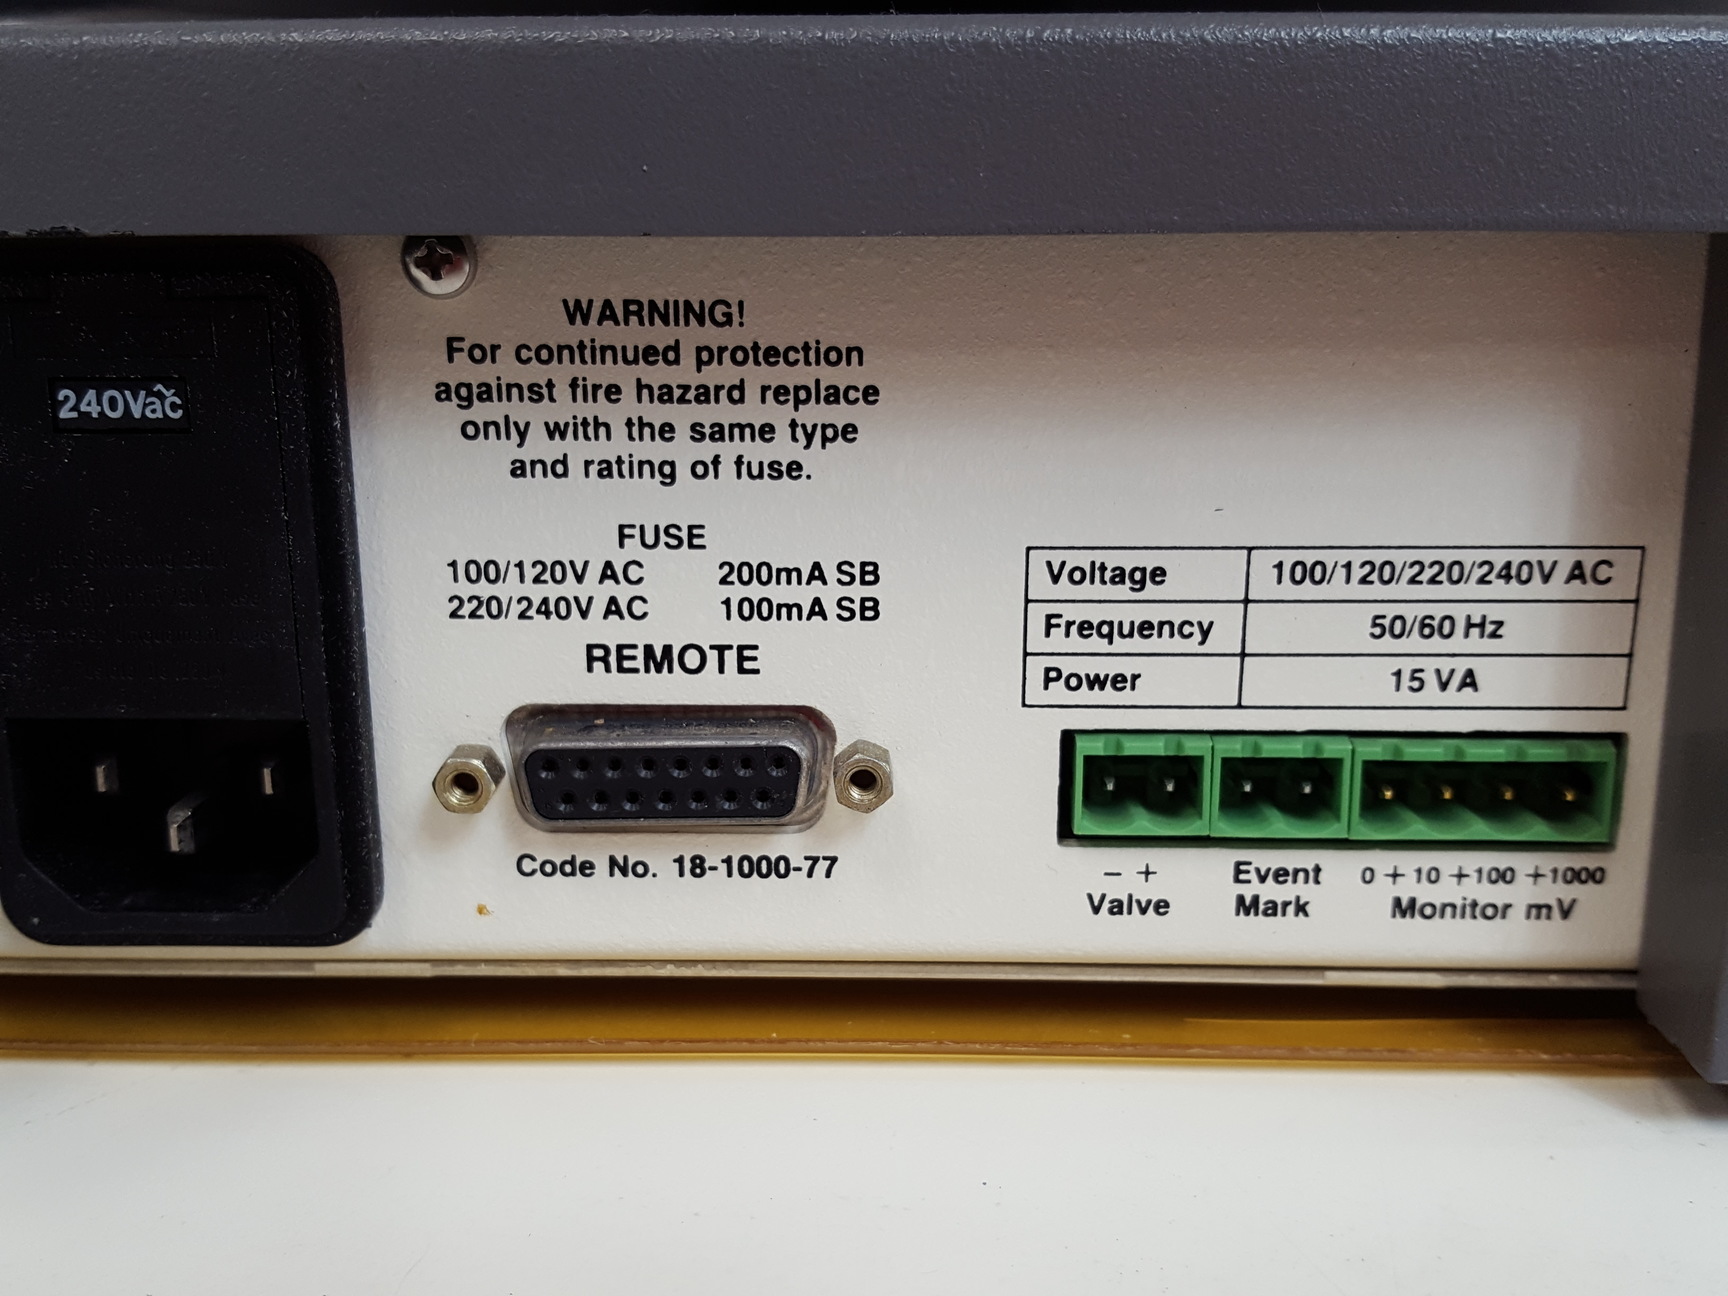 240Vac
WARNING!
For continued protection
against fire hazard replace
only with the same type
and rating of fuse.
FUSE
100/120V AC 200mA SB
220/240V AC 100mA SB
REMOTE
Code No. 18-1000-77
Voltage 100/120/220/240V AC
Frequency 50/60 Hz
Power 15 VA
− +
Valve
Event
Mark
0 + 10 +100 +1000
Monitor mV